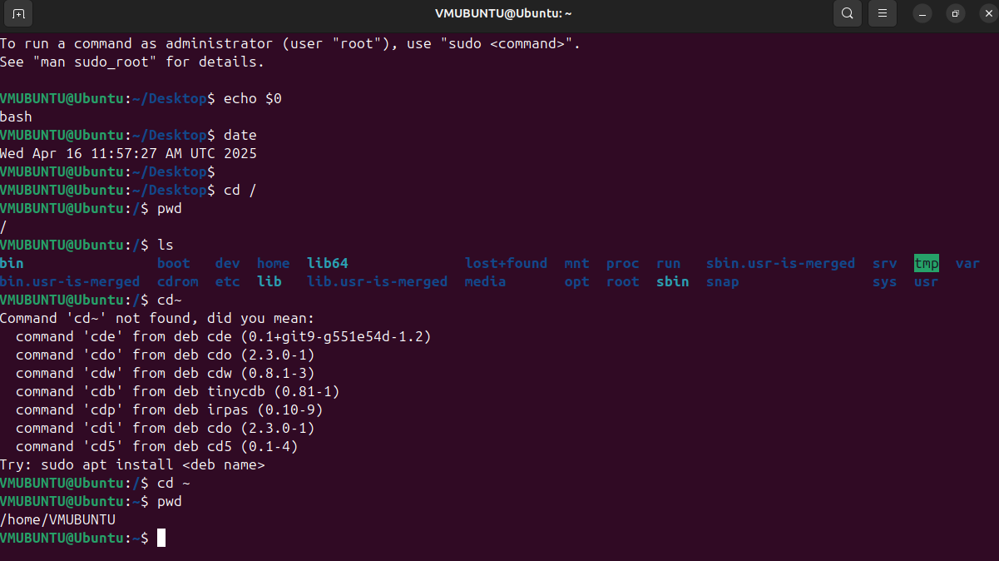 VMUBUNTU@Ubuntu: ~
To run a command as administrator (user "root"), use "sudo <command>".
See "man sudo_root" for details.

VMUBUNTU@Ubuntu:~/Desktop$ echo $0
bash
VMUBUNTU@Ubuntu:~/Desktop$ date
Wed Apr 16 11:57:27 AM UTC 2025
VMUBUNTU@Ubuntu:~/Desktop$
VMUBUNTU@Ubuntu:~/Desktop$ cd /
VMUBUNTU@Ubuntu:/$ pwd
/
VMUBUNTU@Ubuntu:/$ ls
bin                boot   dev  home  lib64              lost+found  mnt  proc  run   sbin.usr-is-merged  srv  tmp  var
bin.usr-is-merged  cdrom  etc  lib   lib.usr-is-merged  media       opt  root  sbin  snap                sys  usr
VMUBUNTU@Ubuntu:/$ cd~
Command 'cd~' not found, did you mean:
  command 'cde' from deb cde (0.1+git9-g551e54d-1.2)
  command 'cdo' from deb cdo (2.3.0-1)
  command 'cdw' from deb cdw (0.8.1-3)
  command 'cdb' from deb tinycdb (0.81-1)
  command 'cdp' from deb irpas (0.10-9)
  command 'cdi' from deb cdo (2.3.0-1)
  command 'cd5' from deb cd5 (0.1-4)
Try: sudo apt install <deb name>
VMUBUNTU@Ubuntu:/$ cd ~
VMUBUNTU@Ubuntu:~$ pwd
/home/VMUBUNTU
VMUBUNTU@Ubuntu:~$